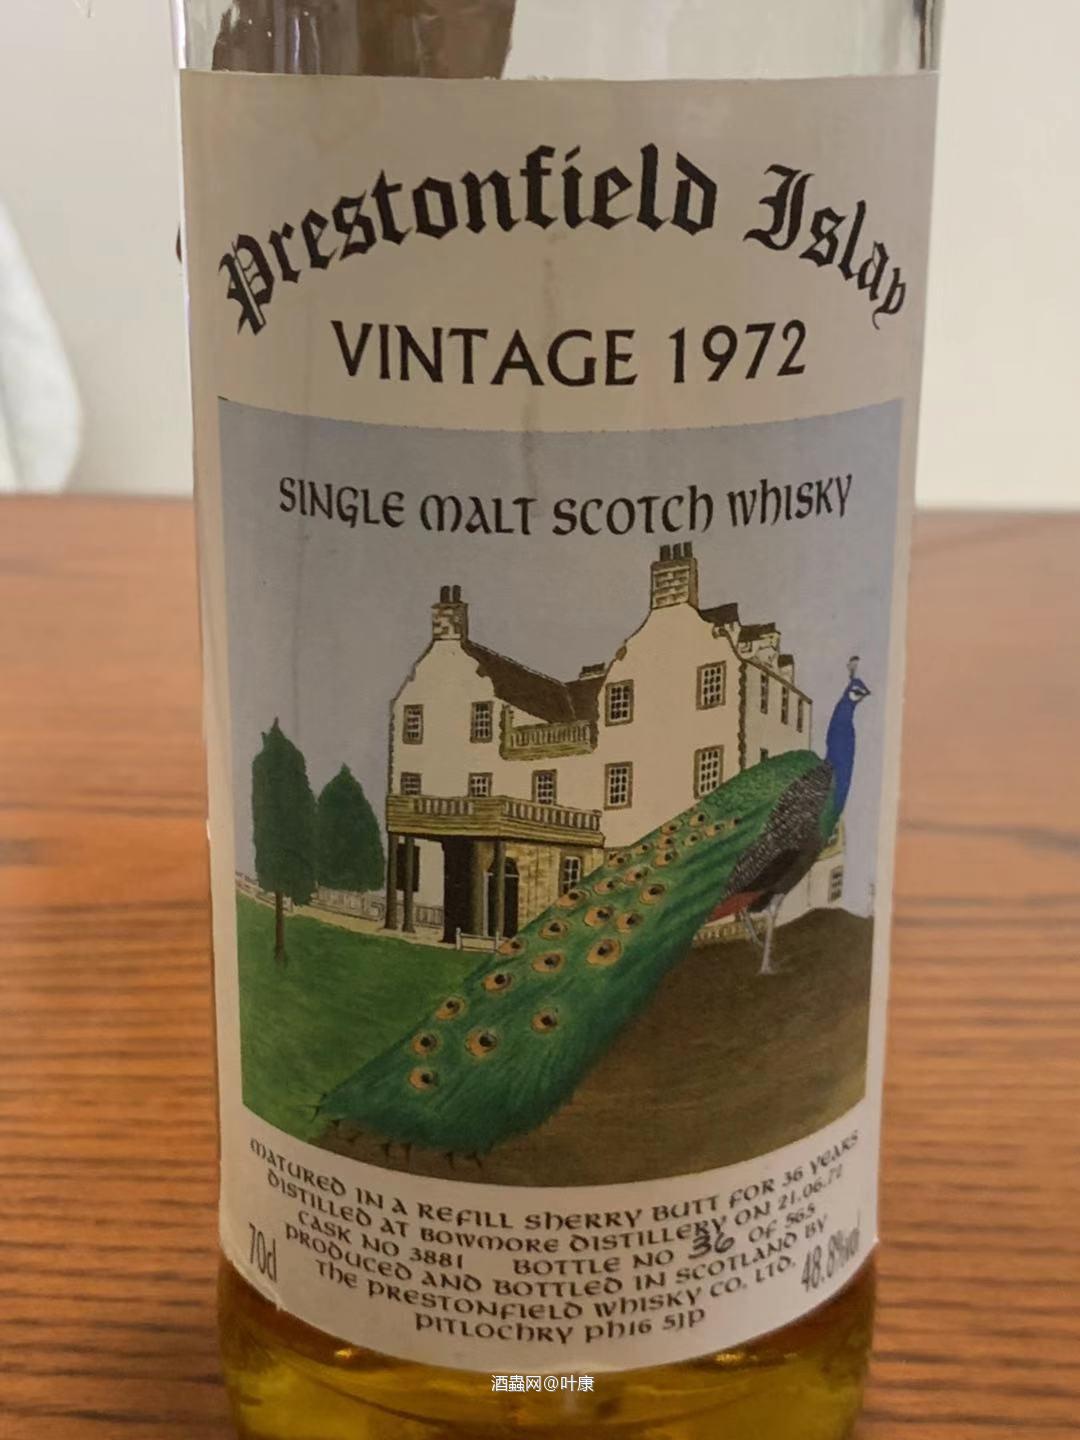 Prestonfield Islay
VINTAGE 1972
SINGLE MALT SCOTCH WHISKY
MATURED IN A REFILL SHERRY BUTT FOR 36 YEARS
DISTILLED AT BOWMORE DISTILLERY ON 21.06.72
CASK NO 3881 BOTTLE NO 36 OF 565
PRODUCED AND BOTTLED IN SCOTLAND BY
THE PRESTONFIELD WHISKY CO. LTD.
PITLOCHRY PH16 5JP
70cl
48.8%vol
酒蟲网@叶康